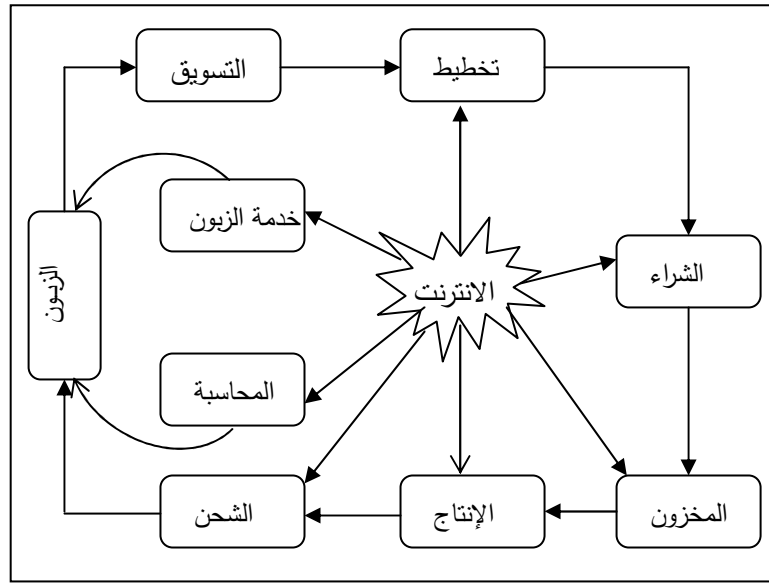 التسويق
تخطيط
خدمة الزبون
الزبون
الانترنت
الشراء
المحاسبة
الشحن
الإنتاج
المخزون